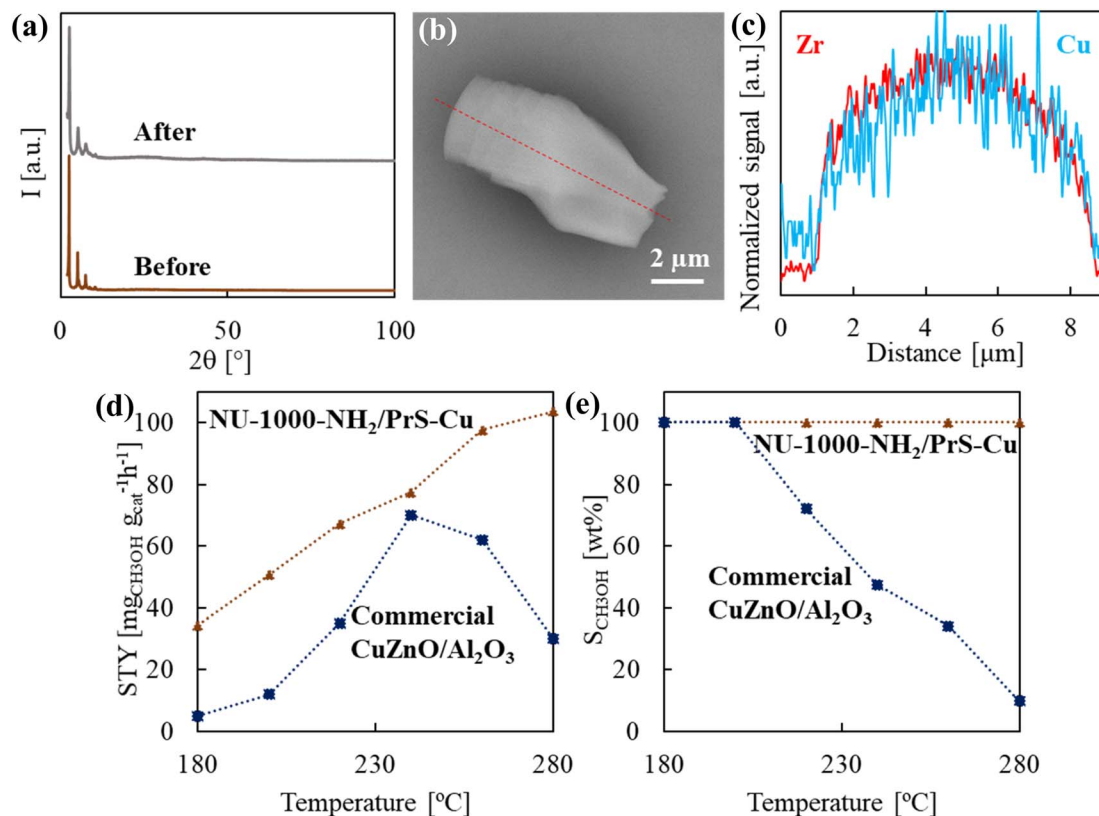 (a)
After
Before
I [a.u.]
0
50
100
2θ [°]
(b)
2 μm
(c)
Zr
Cu
Normalized signal [a.u.]
0
2
4
6
8
Distance [μm]
(d)
NU-1000-NH₂/PrS-Cu
Commercial
CuZnO/Al₂O₃
STY [mg_CH3OH g_cat⁻¹h⁻¹]
100
80
60
40
20
0
180
230
280
Temperature [ºC]
(e)
NU-1000-NH₂/PrS-Cu
Commercial
CuZnO/Al₂O₃
S_CH3OH [wt%]
100
80
60
40
20
0
180
230
280
Temperature [ºC]